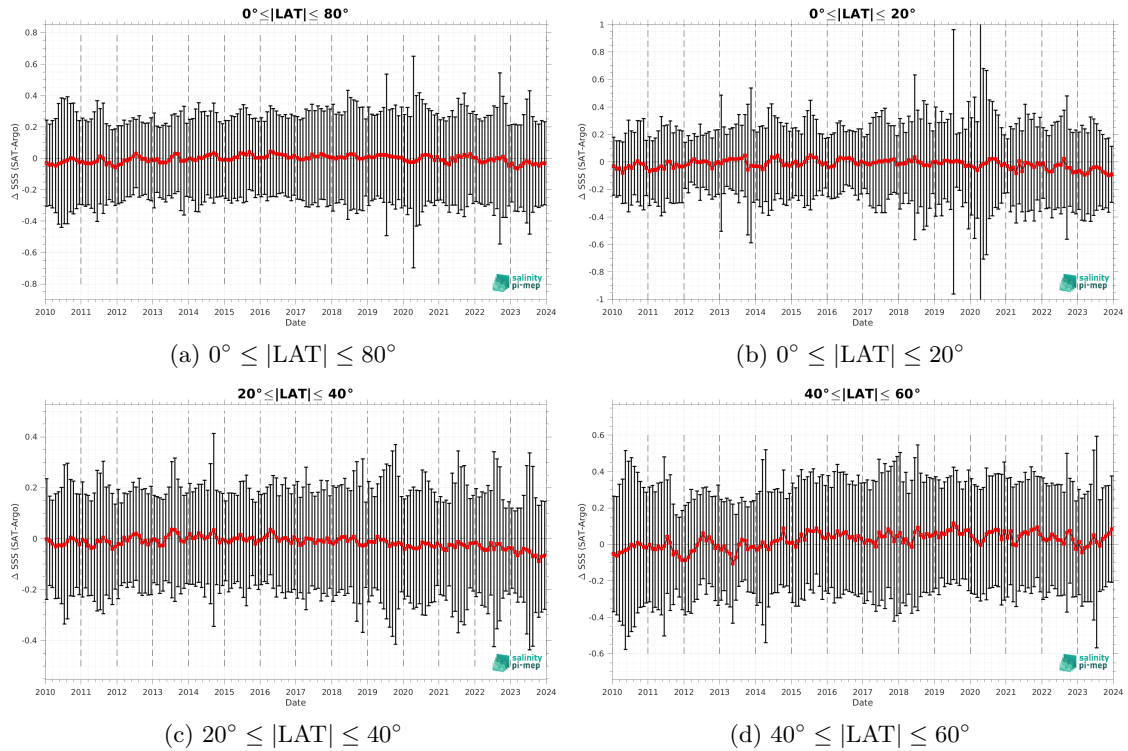 0°≤|LAT|≤ 80°
Δ SSS (SAT-Argo)
0.8
0.6
0.4
0.2
0
-0.2
-0.4
-0.6
-0.8
2010 2011 2012 2013 2014 2015 2016 2017 2018 2019 2020 2021 2022 2023 2024
Date
salinity
pi-mep
(a) 0° ≤ |LAT| ≤ 80°
0°≤|LAT|≤ 20°
Δ SSS (SAT-Argo)
1
0.8
0.6
0.4
0.2
0
-0.2
-0.4
-0.6
-0.8
-1
2010 2011 2012 2013 2014 2015 2016 2017 2018 2019 2020 2021 2022 2023 2024
Date
salinity
pi-mep
(b) 0° ≤ |LAT| ≤ 20°
20°≤|LAT|≤ 40°
Δ SSS (SAT-Argo)
0.4
0.2
0
-0.2
-0.4
2010 2011 2012 2013 2014 2015 2016 2017 2018 2019 2020 2021 2022 2023 2024
Date
salinity
pi-mep
(c) 20° ≤ |LAT| ≤ 40°
40°≤|LAT|≤ 60°
Δ SSS (SAT-Argo)
0.6
0.4
0.2
0
-0.2
-0.4
-0.6
2010 2011 2012 2013 2014 2015 2016 2017 2018 2019 2020 2021 2022 2023 2024
Date
salinity
pi-mep
(d) 40° ≤ |LAT| ≤ 60°